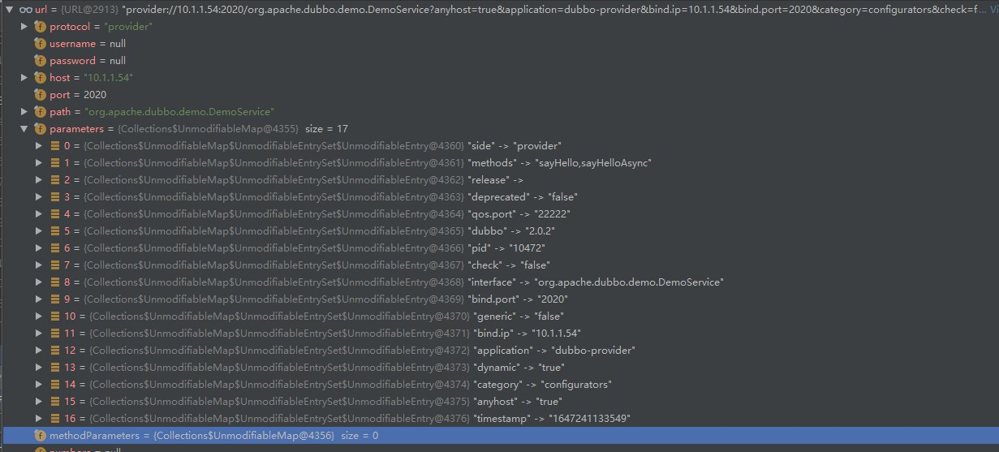 url = {URL@2913} "provider://10.1.1.54:2020/org.apache.dubbo.demo.DemoService?anyhost=true&application=dubbo-provider&bind.ip=10.1.1.54&bind.port=2020&category=configurators&check=f... Vi
f protocol = "provider"
f username = null
f password = null
f host = "10.1.1.54"
f port = 2020
f path = "org.apache.dubbo.demo.DemoService"
f parameters = {Collections$UnmodifiableMap@4355} size = 17
0 = {Collections$UnmodifiableMap$UnmodifiableEntrySet$UnmodifiableEntry@4360} "side" -> "provider"
1 = {Collections$UnmodifiableMap$UnmodifiableEntrySet$UnmodifiableEntry@4361} "methods" -> "sayHello,sayHelloAsync"
2 = {Collections$UnmodifiableMap$UnmodifiableEntrySet$UnmodifiableEntry@4362} "release" ->
3 = {Collections$UnmodifiableMap$UnmodifiableEntrySet$UnmodifiableEntry@4363} "deprecated" -> "false"
4 = {Collections$UnmodifiableMap$UnmodifiableEntrySet$UnmodifiableEntry@4364} "qos.port" -> "22222"
5 = {Collections$UnmodifiableMap$UnmodifiableEntrySet$UnmodifiableEntry@4365} "dubbo" -> "2.0.2"
6 = {Collections$UnmodifiableMap$UnmodifiableEntrySet$UnmodifiableEntry@4366} "pid" -> "10472"
7 = {Collections$UnmodifiableMap$UnmodifiableEntrySet$UnmodifiableEntry@4367} "check" -> "false"
8 = {Collections$UnmodifiableMap$UnmodifiableEntrySet$UnmodifiableEntry@4368} "interface" -> "org.apache.dubbo.demo.DemoService"
9 = {Collections$UnmodifiableMap$UnmodifiableEntrySet$UnmodifiableEntry@4369} "bind.port" -> "2020"
10 = {Collections$UnmodifiableMap$UnmodifiableEntrySet$UnmodifiableEntry@4370} "generic" -> "false"
11 = {Collections$UnmodifiableMap$UnmodifiableEntrySet$UnmodifiableEntry@4371} "bind.ip" -> "10.1.1.54"
12 = {Collections$UnmodifiableMap$UnmodifiableEntrySet$UnmodifiableEntry@4372} "application" -> "dubbo-provider"
13 = {Collections$UnmodifiableMap$UnmodifiableEntrySet$UnmodifiableEntry@4373} "dynamic" -> "true"
14 = {Collections$UnmodifiableMap$UnmodifiableEntrySet$UnmodifiableEntry@4374} "category" -> "configurators"
15 = {Collections$UnmodifiableMap$UnmodifiableEntrySet$UnmodifiableEntry@4375} "anyhost" -> "true"
16 = {Collections$UnmodifiableMap$UnmodifiableEntrySet$UnmodifiableEntry@4376} "timestamp" -> "1647241133549"
f methodParameters = {Collections$UnmodifiableMap@4356} size = 0